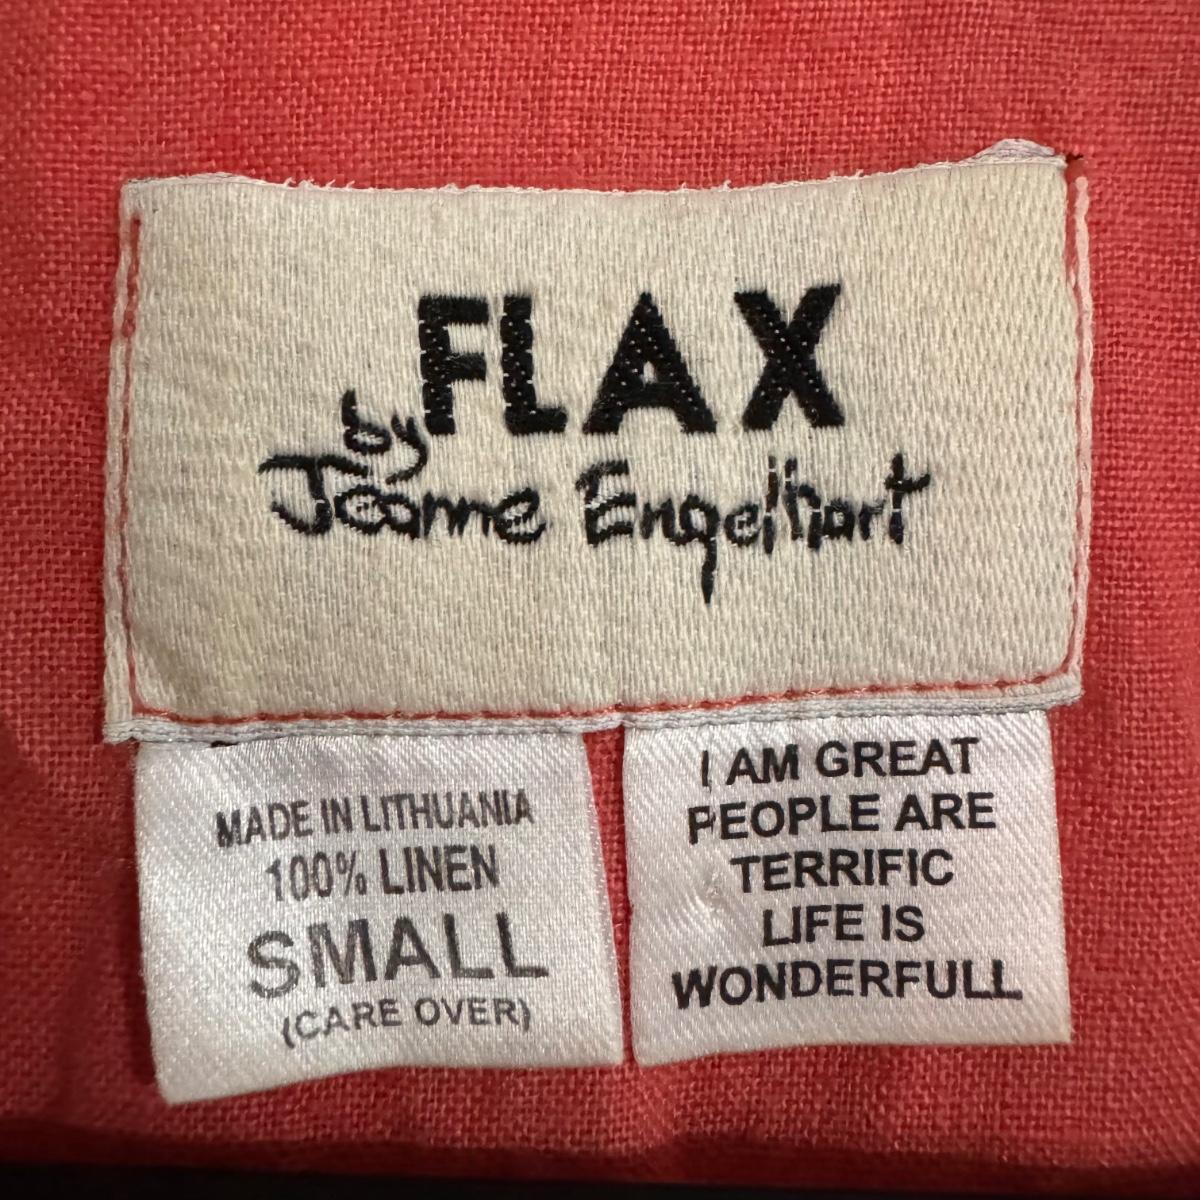 FLAX
by
Jeanne Engelhart
MADE IN LITHUANIA
100% LINEN
SMALL
(CARE OVER)
I AM GREAT
PEOPLE ARE
TERRIFIC
LIFE IS
WONDERFULL